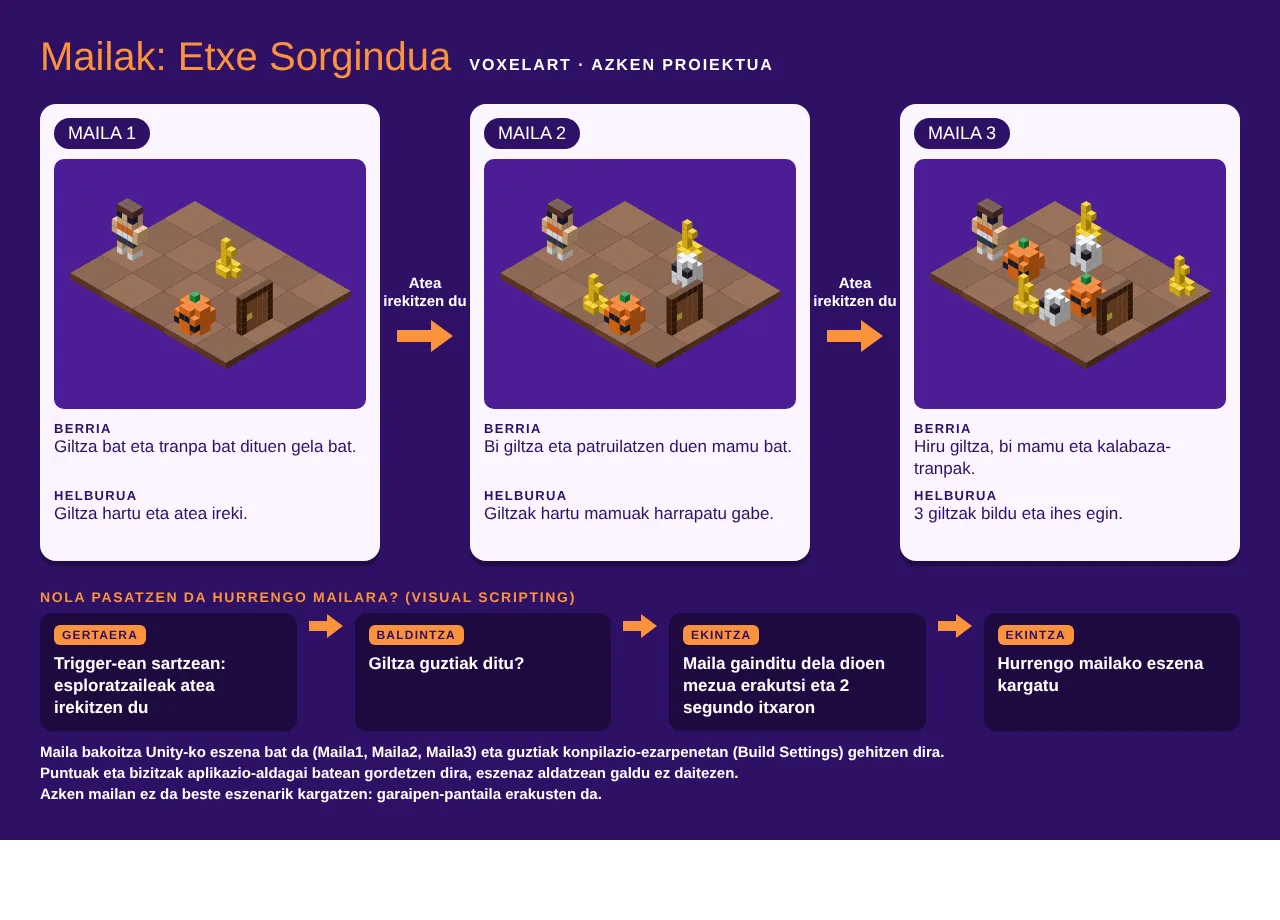 Mailak: Etxe Sorgindua VOXELART · AZKEN PROIEKTUA
MAILA 1
BERRIA
Giltza bat eta tranpa bat dituen gela bat.
HELBURUA
Giltza hartu eta atea ireki.
Atea
irekitzen du
MAILA 2
BERRIA
Bi giltza eta patruilatzen duen mamu bat.
HELBURUA
Giltzak hartu mamuak harrapatu gabe.
Atea
irekitzen du
MAILA 3
BERRIA
Hiru giltza, bi mamu eta kalabaza-
tranpak.
HELBURUA
3 giltzak bildu eta ihes egin.
NOLA PASATZEN DA HURRENGO MAILARA? (VISUAL SCRIPTING)
GERTAERA
Trigger-ean sartzean:
esploratzaileak atea
irekitzen du
BALDINTZA
Giltza guztiak ditu?
EKINTZA
Maila gainditu dela dioen
mezua erakutsi eta 2
segundo itxaron
EKINTZA
Hurrengo mailako eszena
kargatu
Maila bakoitza Unity-ko eszena bat da (Maila1, Maila2, Maila3) eta guztiak konpilazio-ezarpenetan (Build Settings) gehitzen dira.
Puntuak eta bizitzak aplikazio-aldagai batean gordetzen dira, eszenaz aldatzean galdu ez daitezen.
Azken mailan ez da beste eszenarik kargatzen: garaipen-pantaila erakusten da.